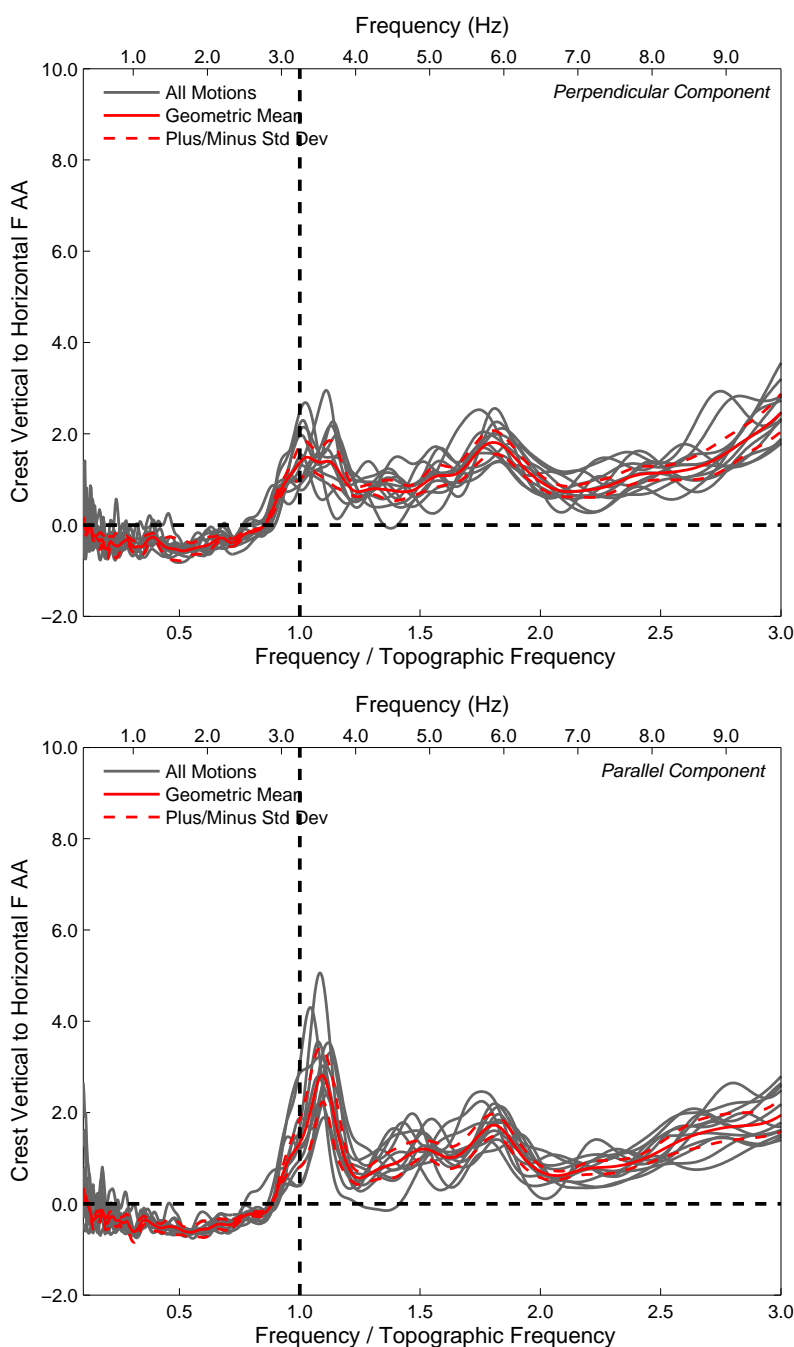 Frequency (Hz)
1.0 2.0 3.0 4.0 5.0 6.0 7.0 8.0 9.0
10.0
All Motions
Perpendicular Component
Geometric Mean
Plus/Minus Std Dev
8.0
6.0
4.0
2.0
0.0
−2.0
Crest Vertical to Horizontal F AA
0.5 1.0 1.5 2.0 2.5 3.0
Frequency / Topographic Frequency
Frequency (Hz)
1.0 2.0 3.0 4.0 5.0 6.0 7.0 8.0 9.0
10.0
All Motions
Parallel Component
Geometric Mean
Plus/Minus Std Dev
8.0
6.0
4.0
2.0
0.0
−2.0
Crest Vertical to Horizontal F AA
0.5 1.0 1.5 2.0 2.5 3.0
Frequency / Topographic Frequency